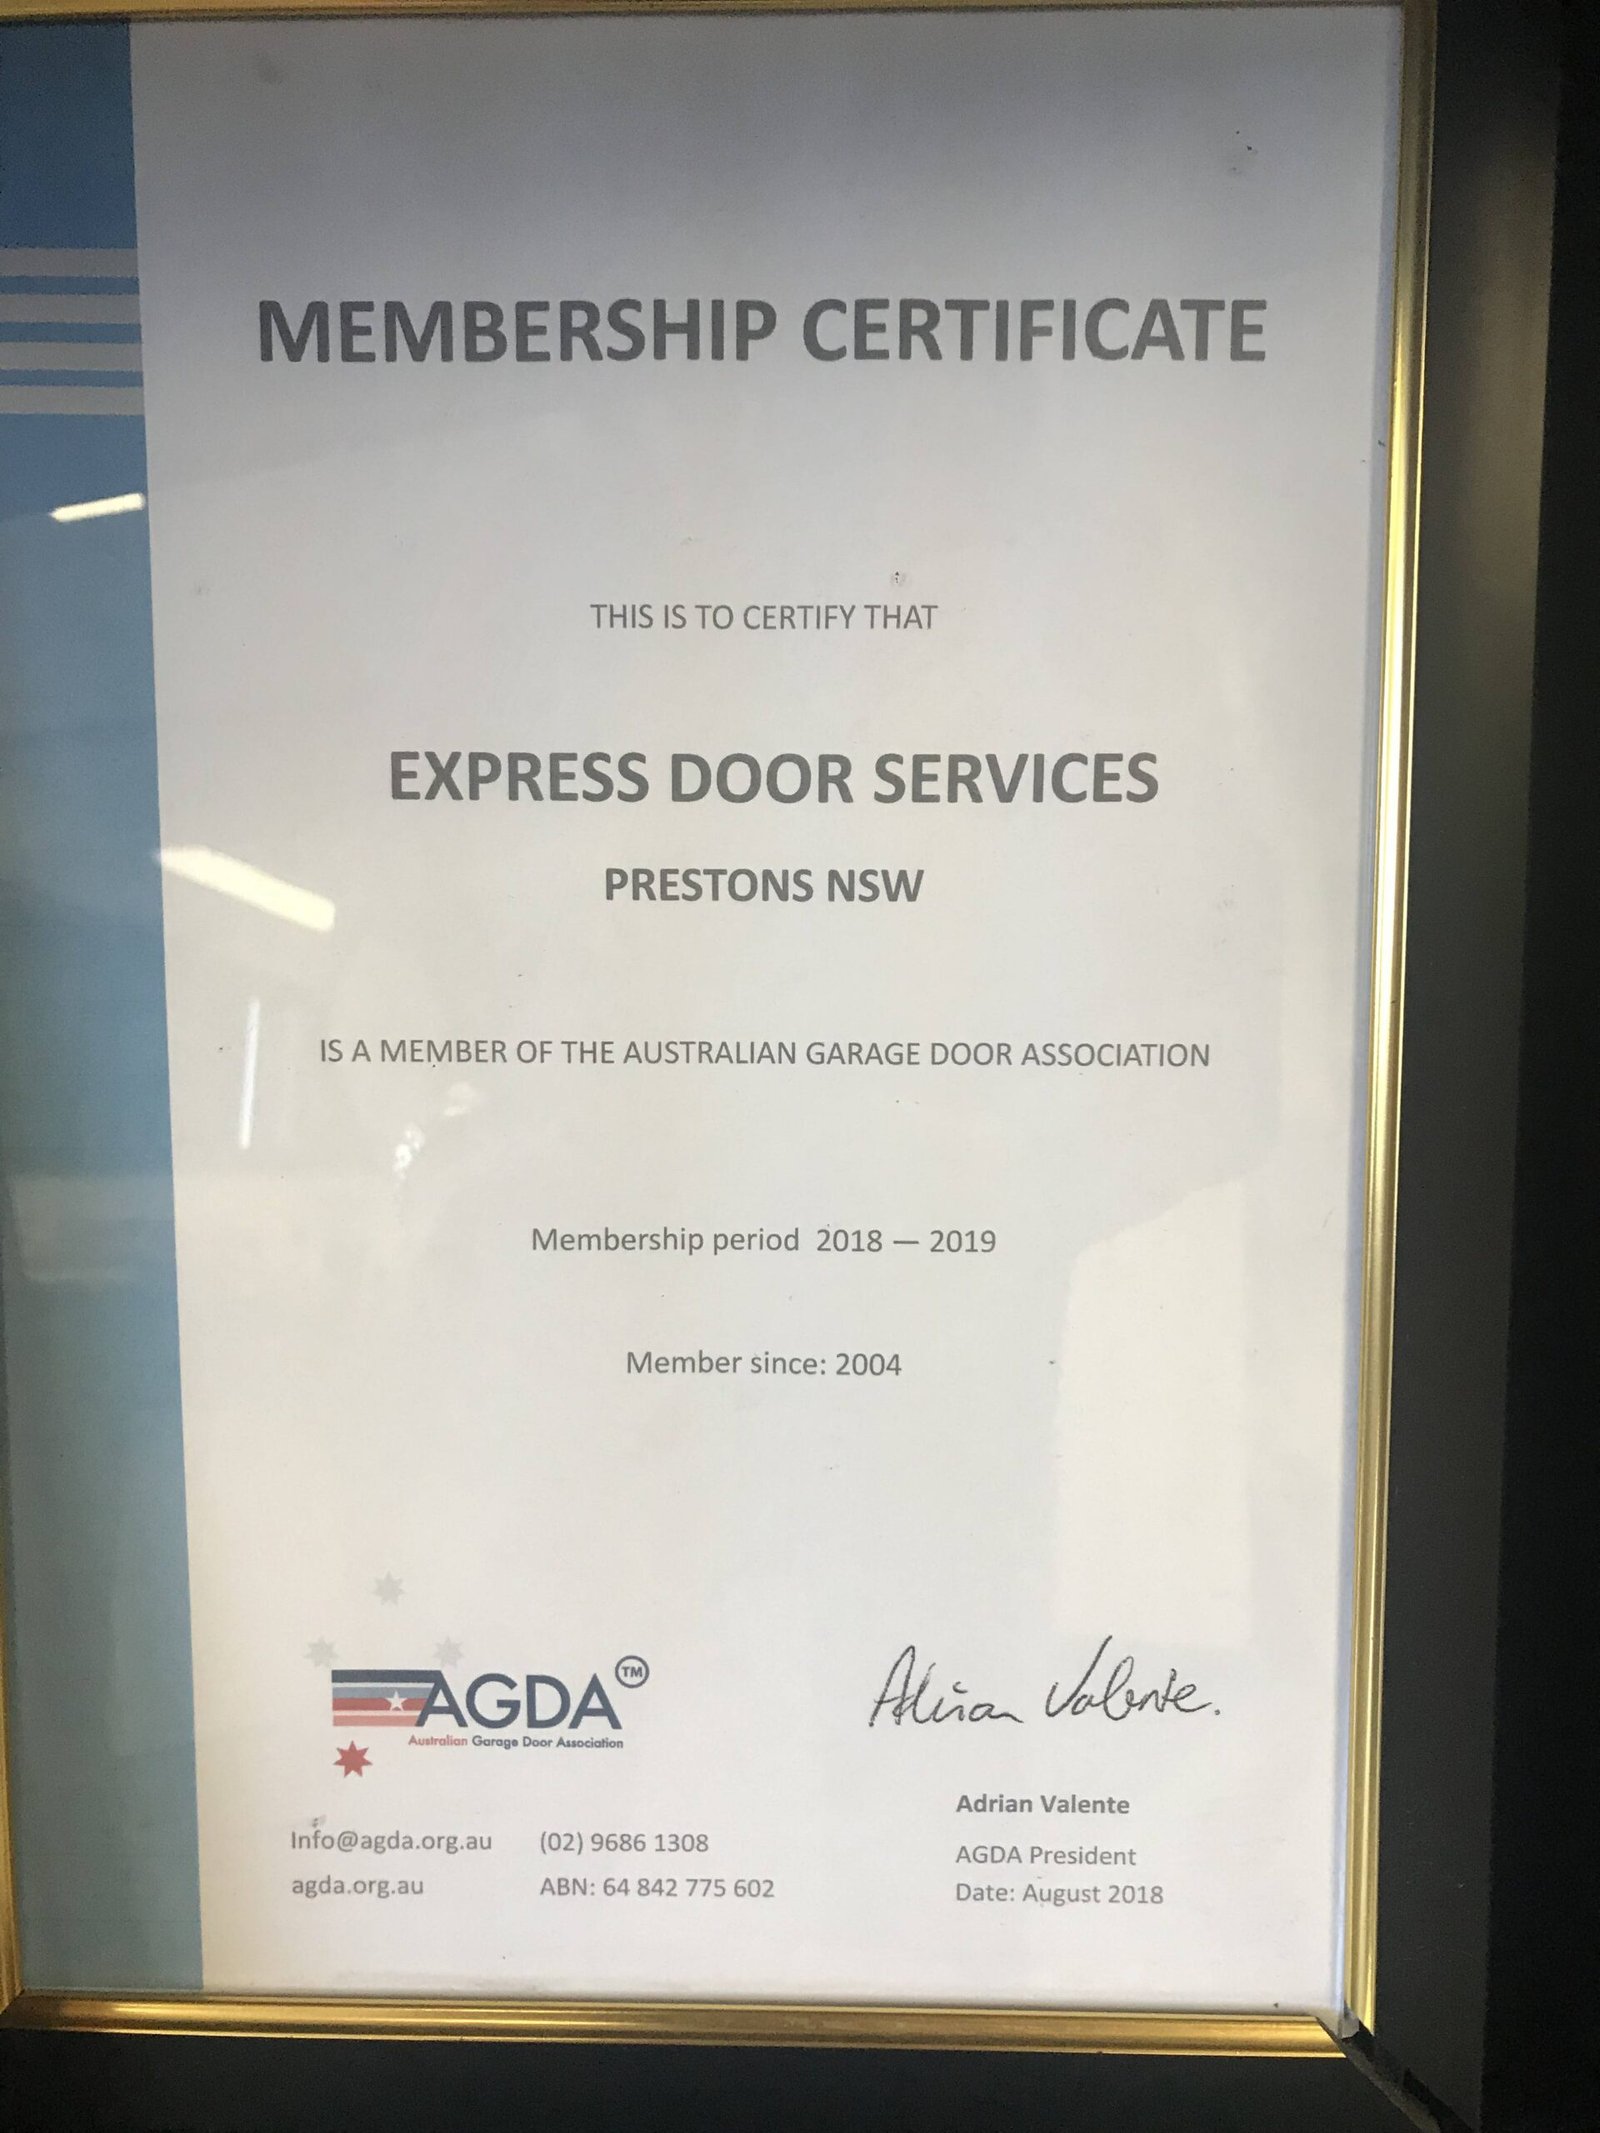 MEMBERSHIP CERTIFICATE
THIS IS TO CERTIFY THAT
EXPRESS DOOR SERVICES
PRESTONS NSW
IS A MEMBER OF THE AUSTRALIAN GARAGE DOOR ASSOCIATION
Membership period 2018 — 2019
Member since: 2004
AGDA TM
Australian Garage Door Association
Info@agda.org.au (02) 9686 1308
agda.org.au ABN: 64 842 775 602
Adrian Valente.
Adrian Valente
AGDA President
Date: August 2018